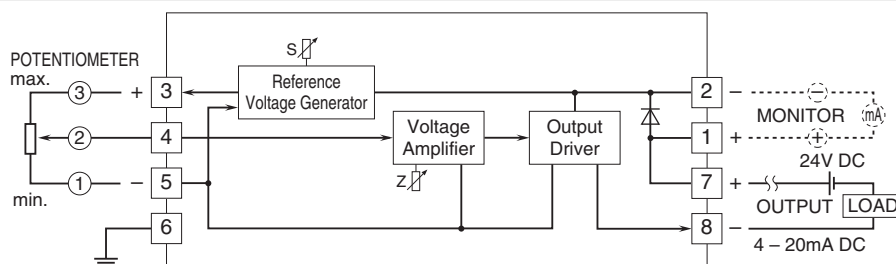 POTENTIOMETER
max.
3
+
3
S
Reference
Voltage Generator
2
–
–
MONITOR
mA
2
4
Voltage
Amplifier
Output
Driver
1
+
+
24V DC
1
–
5
Z
7
+
OUTPUT
LOAD
min.
6
8
–
4 – 20mA DC